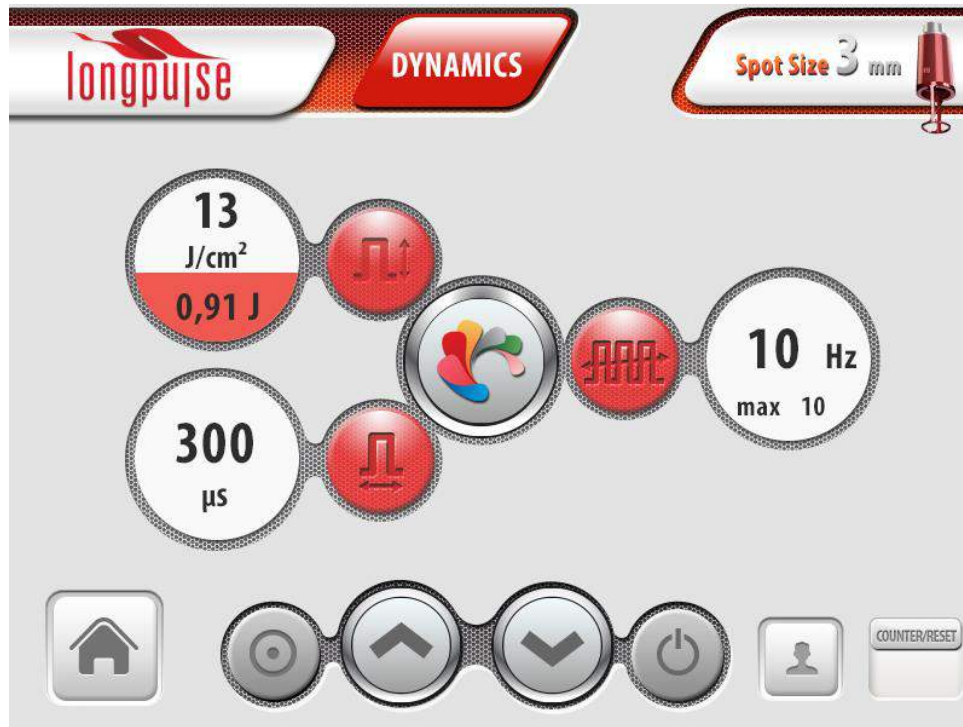 longpulse
DYNAMICS
Spot Size 3 mm
13
J/cm²
0,91 J
10 Hz
max 10
300
µs
COUNTER/RESET